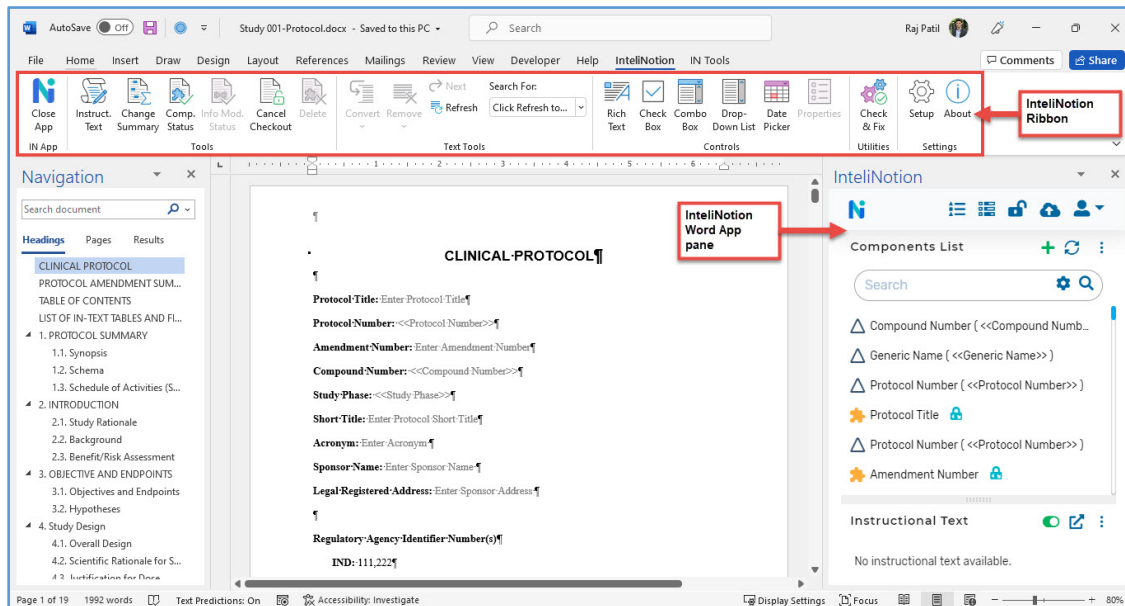 AutoSave Off Study 001-Protocol.docx - Saved to this PC Search Raj Patil
File Home Insert Draw Design Layout References Mailings Review View Developer Help InteliNotion IN Tools Comments Share
Close App
Instruct. Text
Change Summary
Comp. Status
Info Mod. Status
Cancel Checkout
Delete
Convert
Remove
Next
Refresh
Search For:
Click Refresh to...
Rich Text
Check Box
Combo Box
Drop-Down List
Date Picker
Properties
Check & Fix
Setup
About
IN App Tools Text Tools Controls Utilities Settings
InteliNotion
Ribbon
Navigation
Search document
Headings Pages Results
CLINICAL PROTOCOL
PROTOCOL AMENDMENT SUM...
TABLE OF CONTENTS
LIST OF IN-TEXT TABLES AND FI...
1. PROTOCOL SUMMARY
1.1. Synopsis
1.2. Schema
1.3. Schedule of Activities (S...
2. INTRODUCTION
2.1. Study Rationale
2.2. Background
2.3. Benefit/Risk Assessment
3. OBJECTIVE AND ENDPOINTS
3.1. Objectives and Endpoints
3.2. Hypotheses
4. Study Design
4.1. Overall Design
4.2. Scientific Rationale for S...
4.3. Justification for Dose
1 2 3 4 5 6
¶
CLINICAL·PROTOCOL¶
¶
Protocol·Title:·Enter·Protocol·Title¶
Protocol·Number:·<<Protocol·Number>>¶
Amendment·Number:·Enter·Amendment·Number¶
Compound·Number:·<<Compound·Number>>¶
Study·Phase:·<<Study·Phase>>¶
Short·Title:·Enter·Protocol·Short·Title¶
Acronym:·Enter·Acronym·¶
Sponsor·Name:·Enter·Sponsor·Name·¶
Legal·Registered·Address:·Enter·Sponsor·Address·¶
¶
Regulatory·Agency·Identifier·Number(s)¶
IND:·111,222¶
InteliNotion
Word App
pane
InteliNotion
Components List
Search
Compound Number ( <<Compound Numb...
Generic Name ( <<Generic Name>> )
Protocol Number ( <<Protocol Number>> )
Protocol Title
Protocol Number ( <<Protocol Number>> )
Amendment Number
Instructional Text
No instructional text available.
Page 1 of 19 1992 words Text Predictions: On Accessibility: Investigate Display Settings Focus 80%